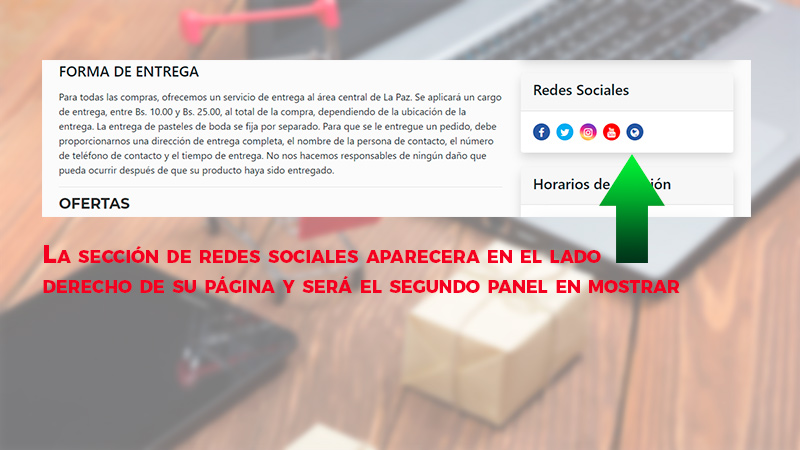 FORMA DE ENTREGA
Para todas las compras, ofrecemos un servicio de entrega al área central de La Paz. Se aplicará un cargo
de entrega, entre Bs. 10.00 y Bs. 25.00, al total de la compra, dependiendo de la ubicación de la
entrega. La entrega de pasteles de boda se fija por separado. Para que se le entregue un pedido, debe
proporcionarnos una dirección de entrega completa, el nombre de la persona de contacto, el número
de teléfono de contacto y el tiempo de entrega. No nos hacemos responsables de ningún daño que
pueda ocurrir después de que su producto haya sido entregado.
OFERTAS
Redes Sociales
Horarios de
La sección de redes sociales aparecera en el lado
derecho de su página y será el segundo panel en mostrar